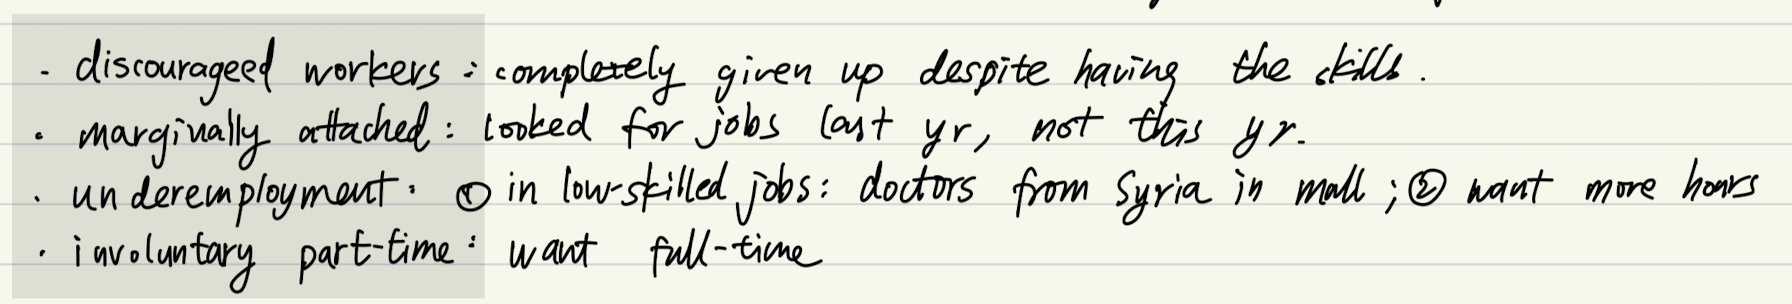 - discourageed workers : completely given up despite having the skills.
· marginally attached : looked for jobs last yr, not this yr.
· underemployment : ① in low-skilled jobs : doctors from Syria in mall ; ② want more hours
· involuntary part-time : want full-time